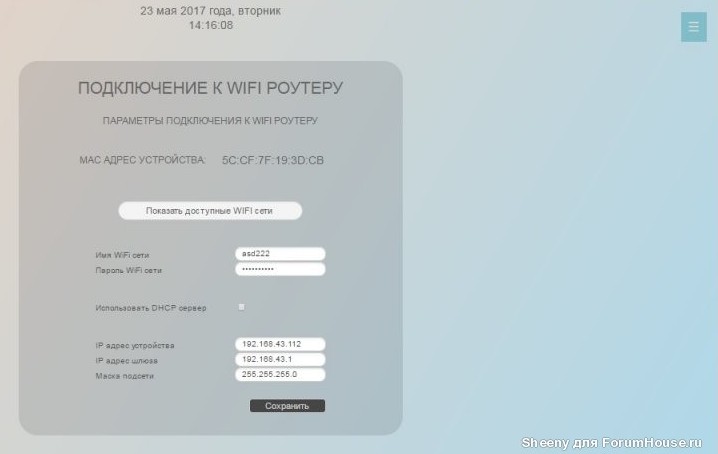 23 мая 2017 года, вторник
14:16:08
ПОДКЛЮЧЕНИЕ К WIFI РОУТЕРУ
ПАРАМЕТРЫ ПОДКЛЮЧЕНИЯ К WIFI РОУТЕРУ
MAC АДРЕС УСТРОЙСТВА: 5C:CF:7F:19:3D:CB
Показать доступные WIFI сети
Имя WiFi сети asd222
Пароль WiFi сети ••••••••••
Использовать DHCP сервер
IP адрес устройства 192.168.43.112
IP адрес шлюза 192.168.43.1
Маска подсети 255.255.255.0
Сохранить
Sheeny для ForumHouse.ru